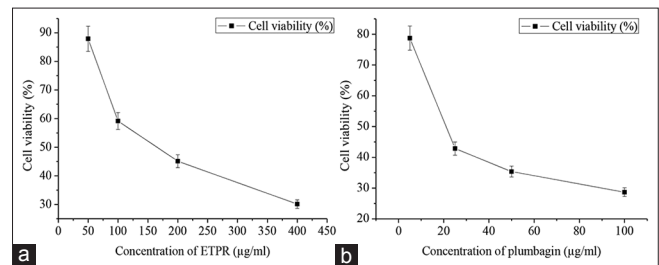 Cell viability (%)
90
80
70
60
50
40
30
Cell viability (%)
0 50 100 150 200 250 300 350 400 450
Concentration of ETPR (µg/ml)
a
Cell viability (%)
80
70
60
50
40
30
20
Cell viability (%)
0 20 40 60 80 100
Concentration of plumbagin (µg/ml)
b